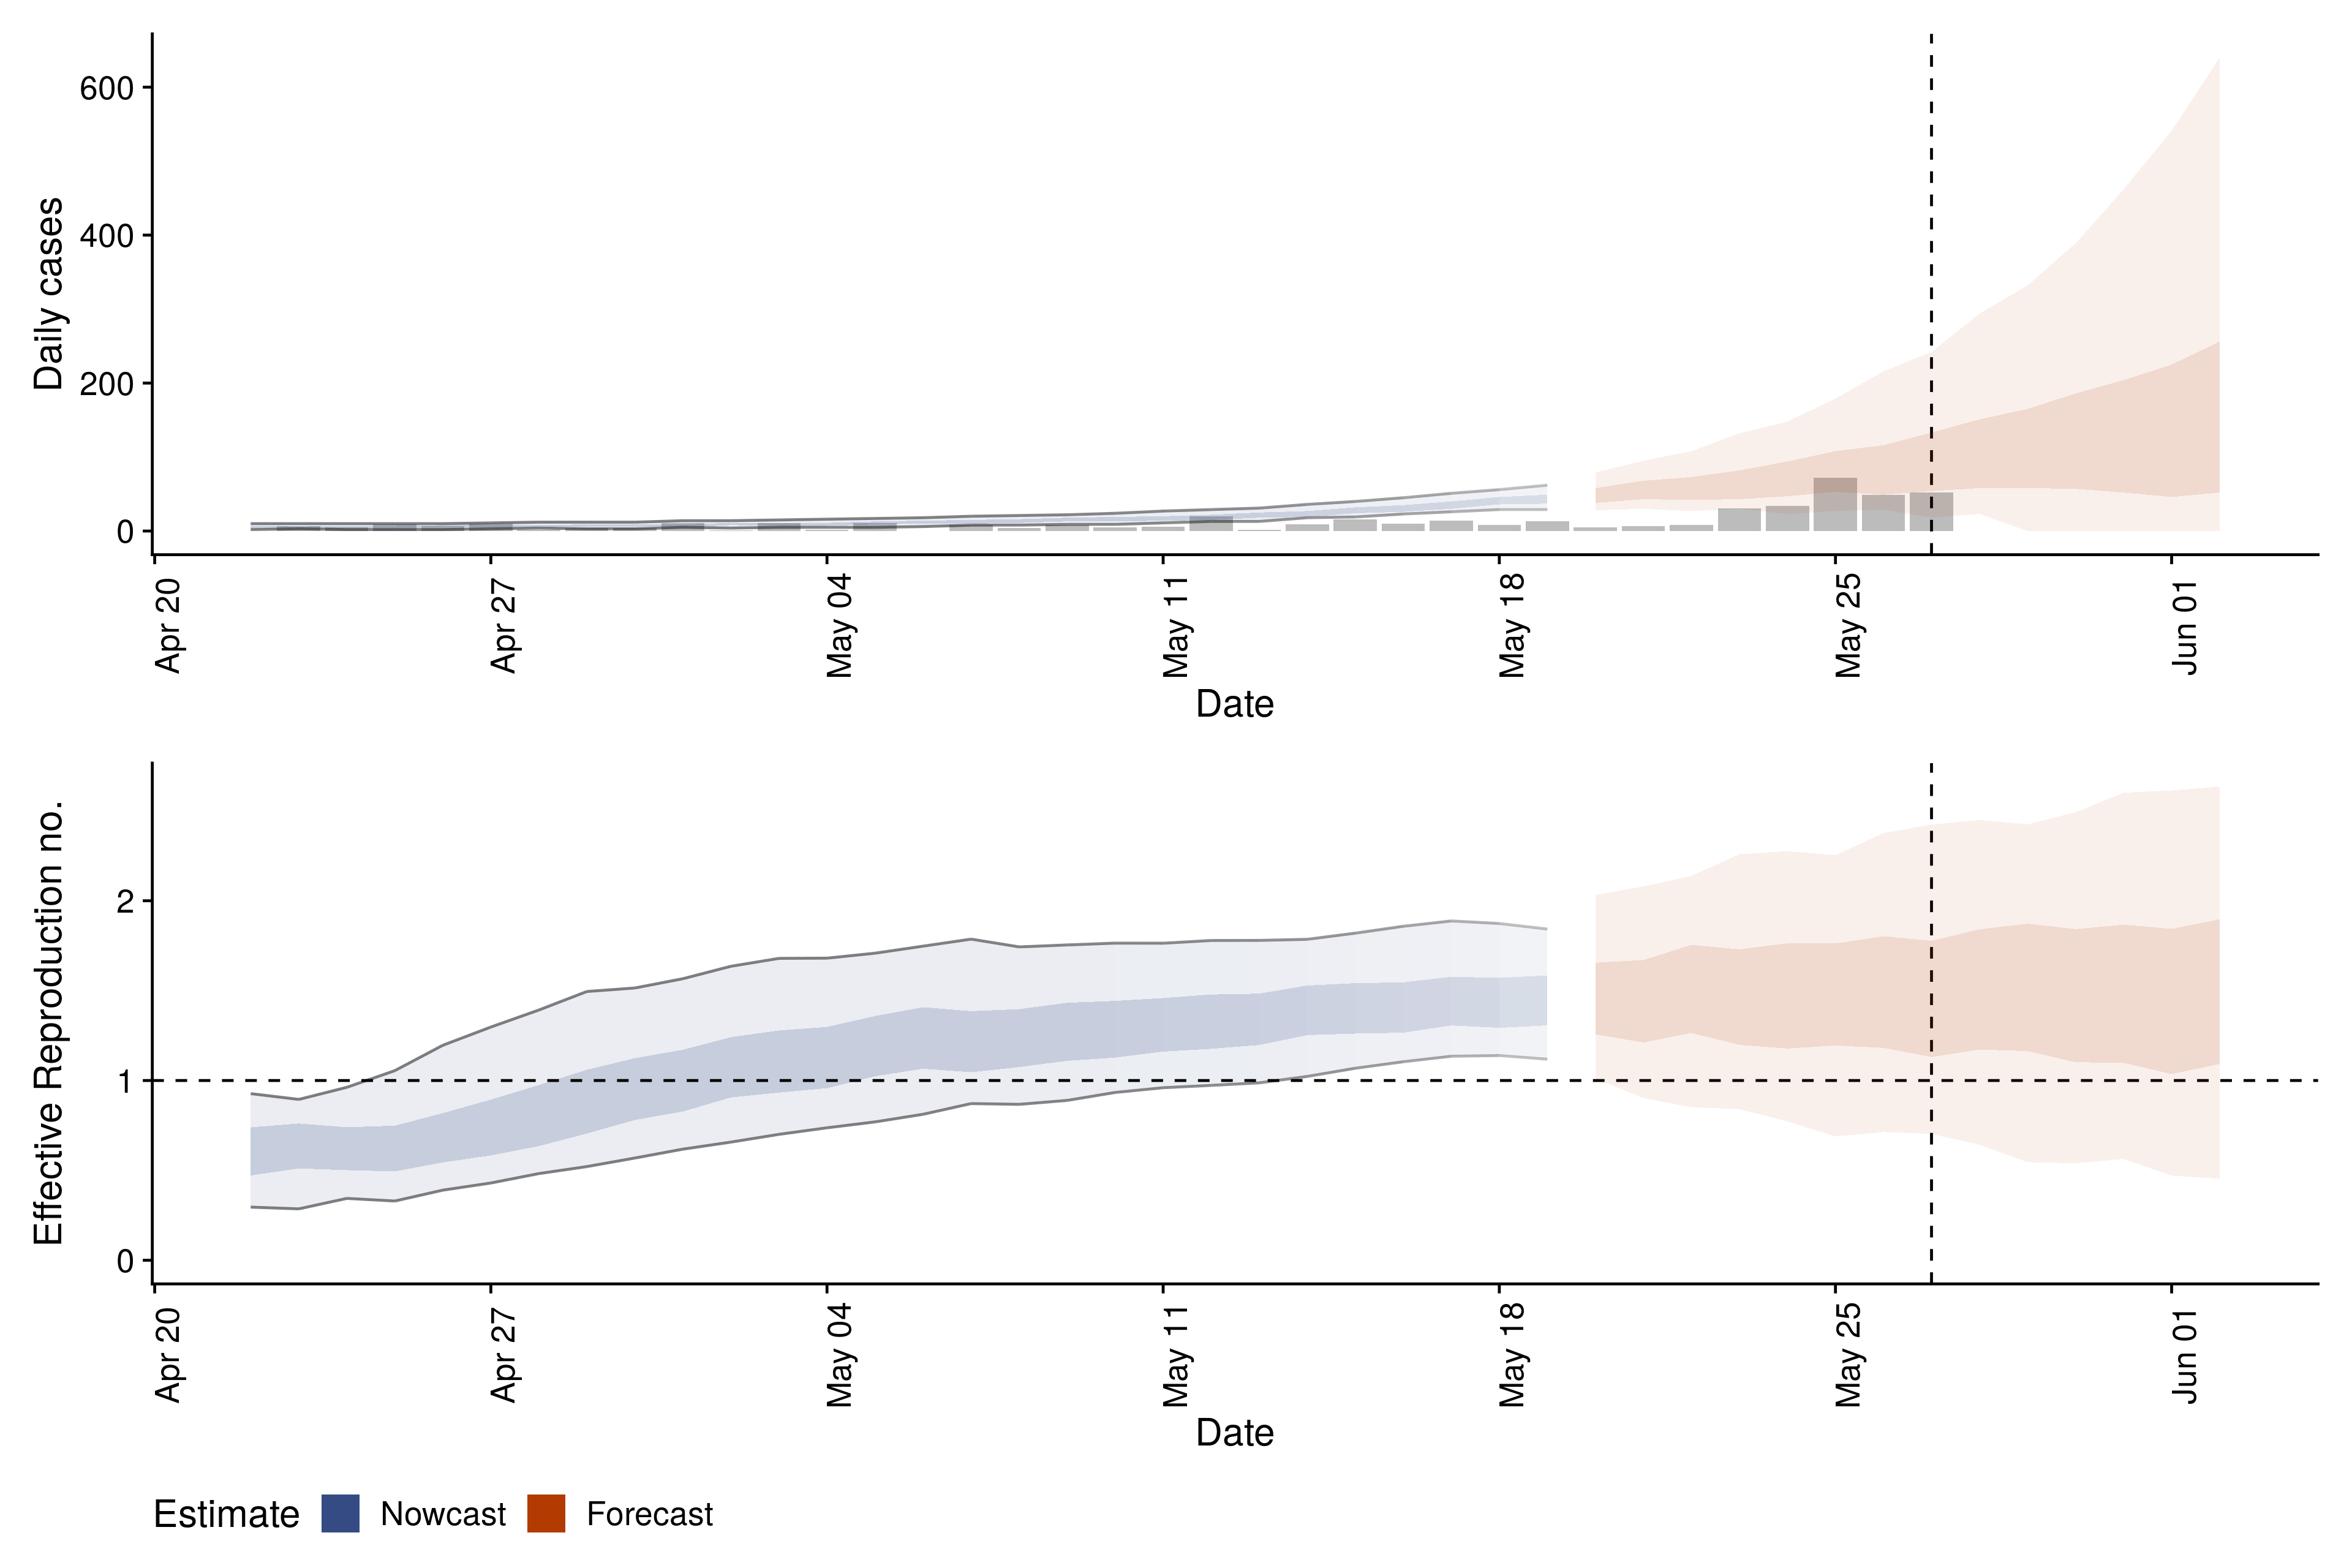 600
400
200
0
Daily cases
Apr 20
Apr 27
May 04
May 11
May 18
May 25
Jun 01
Date
2
1
0
Effective Reproduction no.
Apr 20
Apr 27
May 04
May 11
May 18
May 25
Jun 01
Date
Estimate Nowcast Forecast